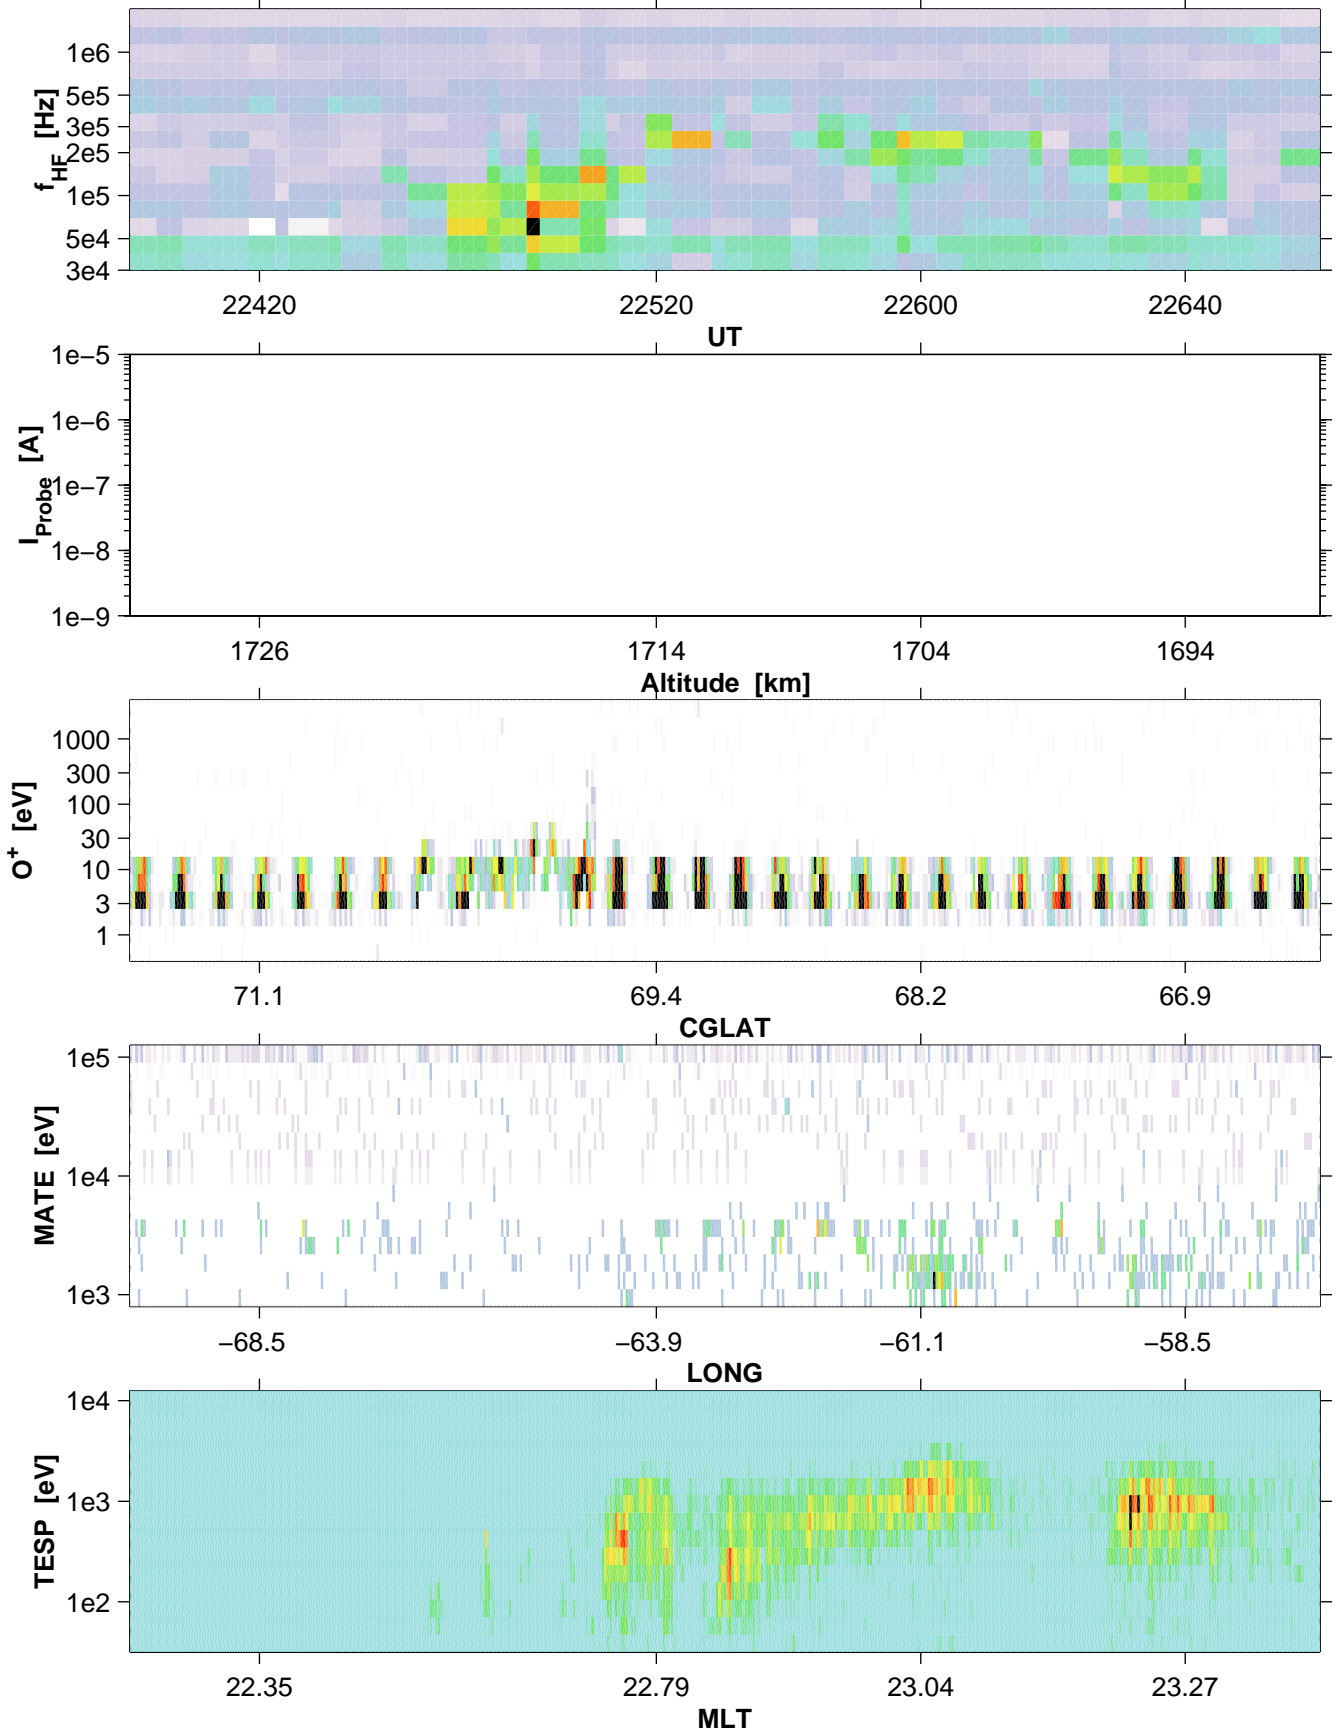 1e6
5e5
3e5
2e5
1e5
5e4
3e4
f_HF [Hz]
22420 22520 22600 22640
UT
1e−5
1e−6
1e−7
1e−8
1e−9
I_Probe [A]
1726 1714 1704 1694
Altitude [km]
1000
300
100
30
10
3
1
O⁺ [eV]
71.1 69.4 68.2 66.9
CGLAT
1e5
1e4
1e3
MATE [eV]
−68.5 −63.9 −61.1 −58.5
LONG
1e4
1e3
1e2
TESP [eV]
22.35 22.79 23.04 23.27
MLT